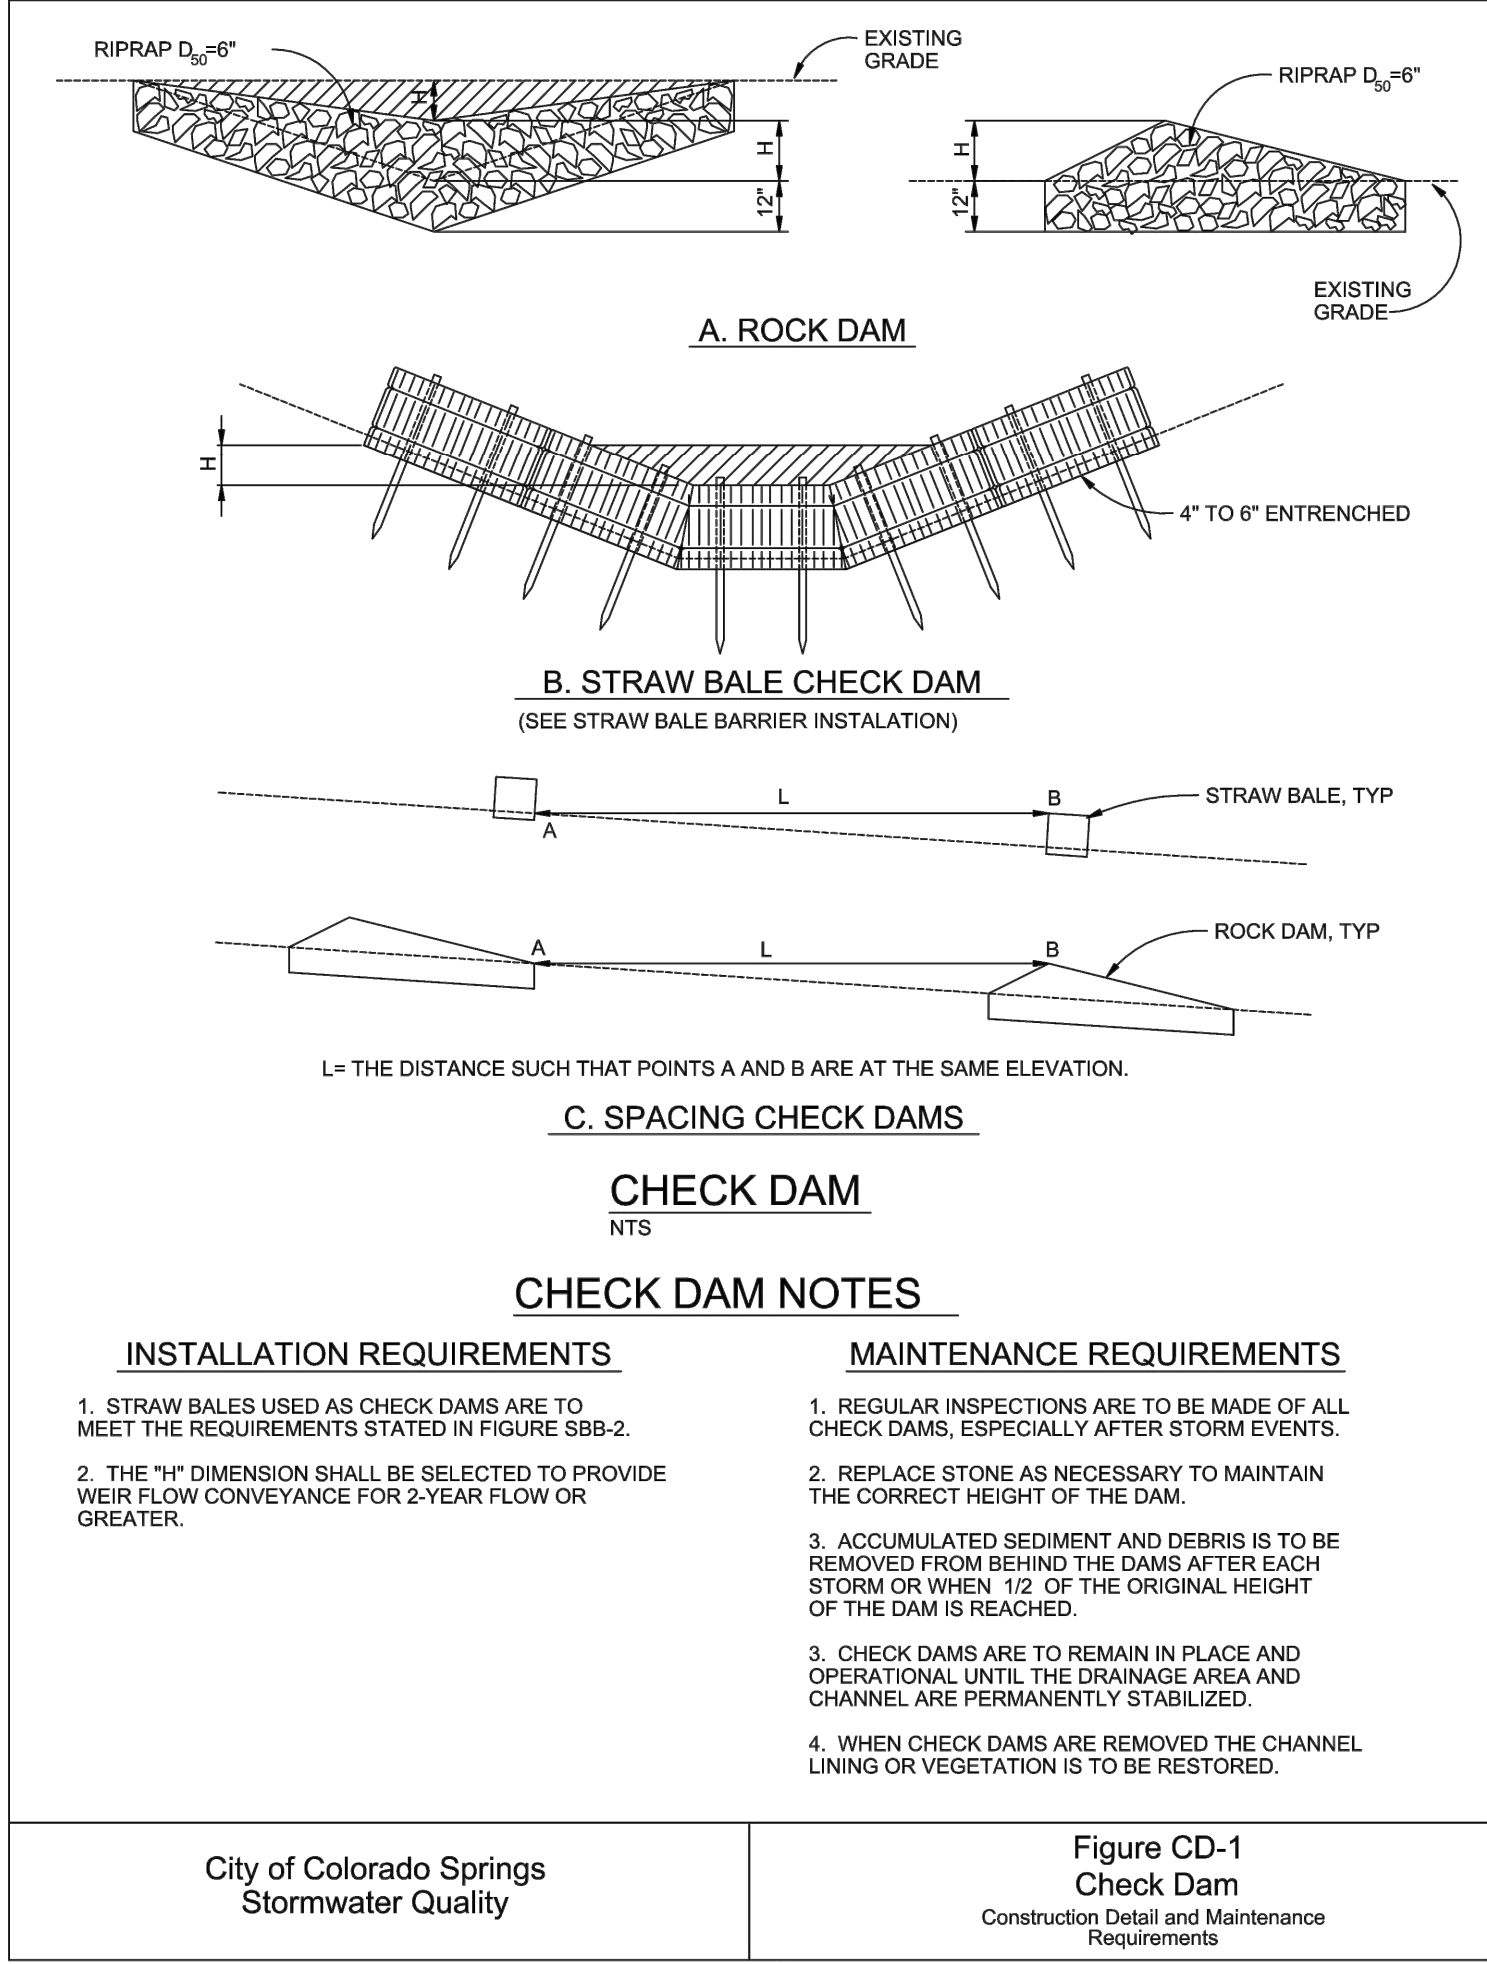 RIPRAP D50=6"
EXISTING
GRADE
H
H
12"
RIPRAP D50=6"
H
12"
EXISTING
GRADE
A. ROCK DAM
H
4" TO 6" ENTRENCHED
B. STRAW BALE CHECK DAM
(SEE STRAW BALE BARRIER INSTALATION)
L
B
A
STRAW BALE, TYP
A
L
B
ROCK DAM, TYP
L= THE DISTANCE SUCH THAT POINTS A AND B ARE AT THE SAME ELEVATION.
C. SPACING CHECK DAMS
CHECK DAM
NTS
CHECK DAM NOTES
INSTALLATION REQUIREMENTS
1. STRAW BALES USED AS CHECK DAMS ARE TO
MEET THE REQUIREMENTS STATED IN FIGURE SBB-2.
2. THE "H" DIMENSION SHALL BE SELECTED TO PROVIDE
WEIR FLOW CONVEYANCE FOR 2-YEAR FLOW OR
GREATER.
MAINTENANCE REQUIREMENTS
1. REGULAR INSPECTIONS ARE TO BE MADE OF ALL
CHECK DAMS, ESPECIALLY AFTER STORM EVENTS.
2. REPLACE STONE AS NECESSARY TO MAINTAIN
THE CORRECT HEIGHT OF THE DAM.
3. ACCUMULATED SEDIMENT AND DEBRIS IS TO BE
REMOVED FROM BEHIND THE DAMS AFTER EACH
STORM OR WHEN 1/2 OF THE ORIGINAL HEIGHT
OF THE DAM IS REACHED.
3. CHECK DAMS ARE TO REMAIN IN PLACE AND
OPERATIONAL UNTIL THE DRAINAGE AREA AND
CHANNEL ARE PERMANENTLY STABILIZED.
4. WHEN CHECK DAMS ARE REMOVED THE CHANNEL
LINING OR VEGETATION IS TO BE RESTORED.
City of Colorado Springs
Stormwater Quality
Figure CD-1
Check Dam
Construction Detail and Maintenance
Requirements